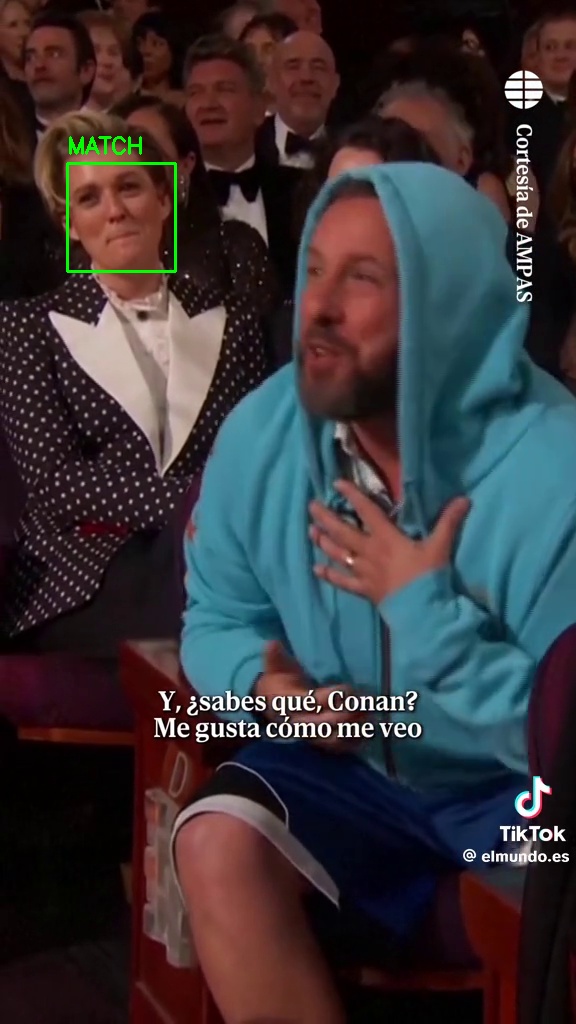 MATCH
Cortesía de AMPAS
Y, ¿sabes qué, Conan?
Me gusta cómo me veo
TikTok
@ elmundo.es